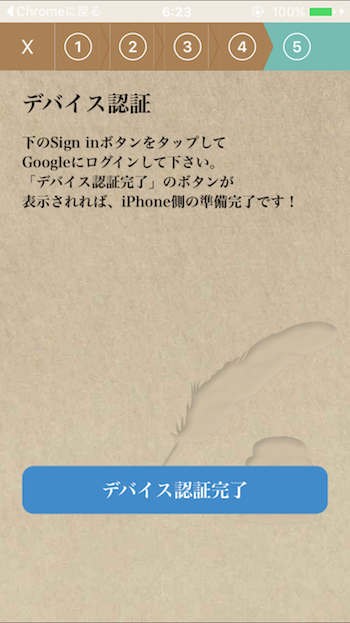 Chromeに戻る 6:23 100%
X 1 2 3 4 5
デバイス認証
下のSign inボタンをタップして
Googleにログインして下さい。
「デバイス認証完了」のボタンが
表示されれば、iPhone側の準備完了です！
デバイス認証完了